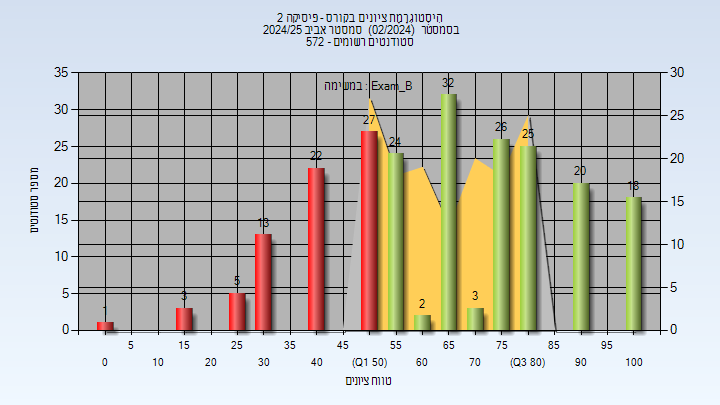 היסטוגרמת ציונים בקורס - פיסיקה 2
בסמסטר (02/2024) סמסטר אביב 2024/25
סטודנטים רשומים - 572
במשימה : Exam_B
מספר סטודנטים
35 30 25 20 15 10 5 0
30 25 20 15 10 5 0
1 3 5 13 22 27 24 2 32 3 26 25 20 18
5 15 25 35 45 55 65 75 85 95
0 10 20 30 40 (Q1 50) 60 70 (Q3 80) 90 100
טווח ציונים